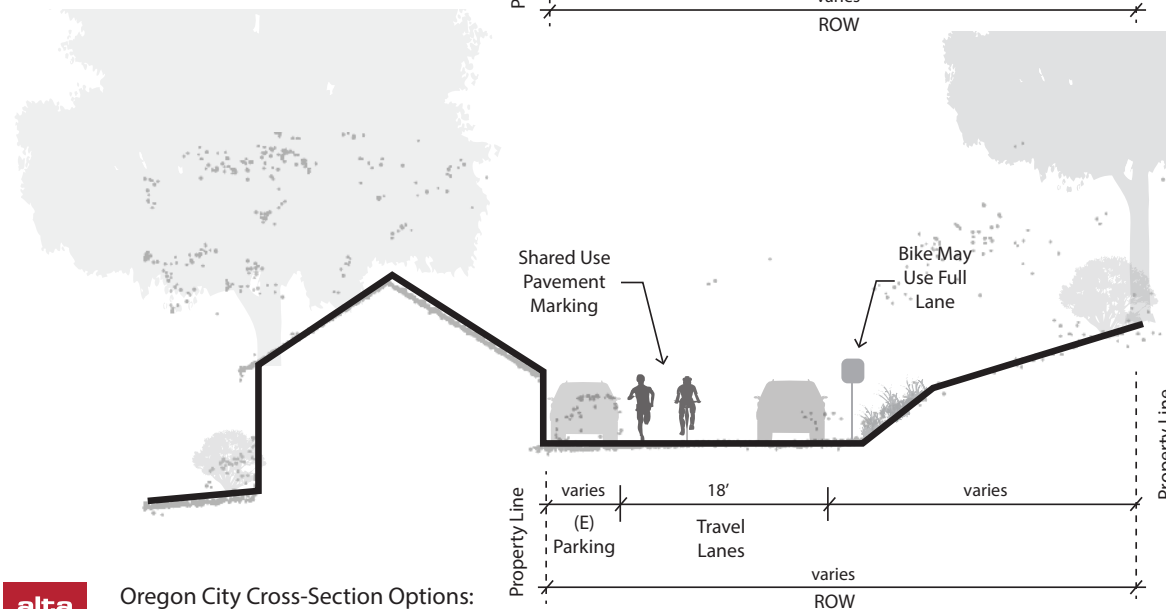 varies
ROW
Shared Use
Pavement
Marking
Bike May
Use Full
Lane
Property Line
varies
18'
varies
(E)
Parking
Travel
Lanes
Property Line
varies
ROW
alta
Oregon City Cross-Section Options: